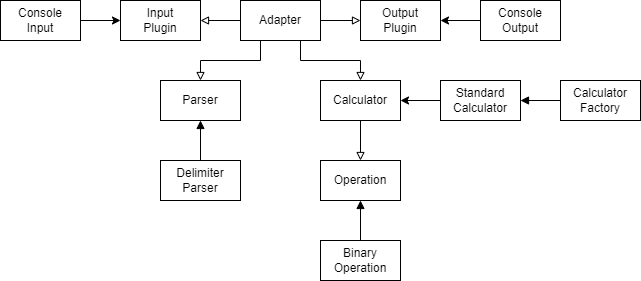 Console
Input
Input
Plugin
Adapter
Output
Plugin
Console
Output
Parser
Calculator
Standard
Calculator
Calculator
Factory
Delimiter
Parser
Operation
Binary
Operation